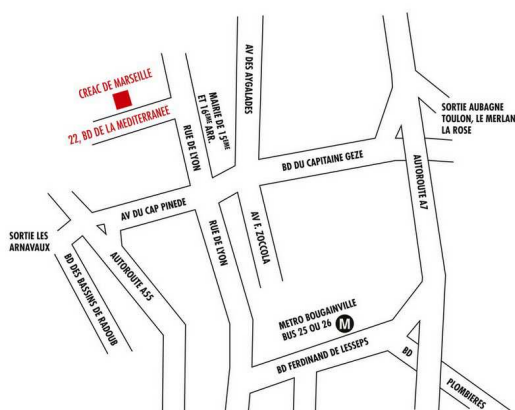 CREAC DE MARSEILLE
22, BD DE LA MEDITERRANEE
MAIRIE DE 15ÈME
ET 16ÈME ARR.
RUE DE LYON
AV DES AYGALADES
SORTIE AUBAGNE
TOULON, LE MERLAN
LA ROSE
BD DU CAPITAINE GEZE
AUTOROUTE A7
AV DU CAP PINEDE
SORTIE LES
ARNAVAUX
BD DES BASSINS DE RADOUB
AUTOROUTE A55
RUE DE LYON
AV F. ZOCCOLA
METRO BOUGAINVILLE
BUS 25 OU 26
M
BD FERDINAND DE LESSEPS
BD
PLOMBIERES